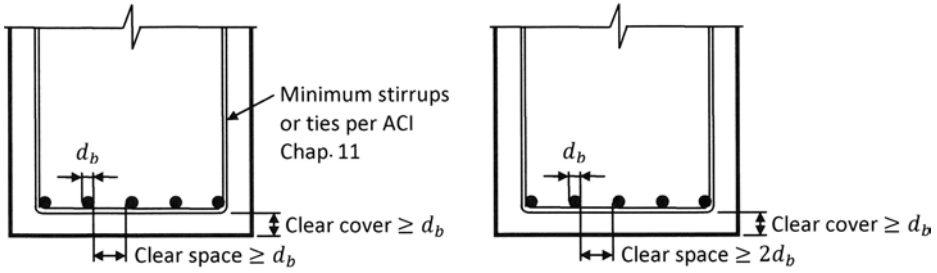 Minimum stirrups
or ties per ACI
Chap. 11
d_b
Clear cover ≥ d_b
Clear space ≥ d_b
d_b
Clear cover ≥ d_b
Clear space ≥ 2d_b